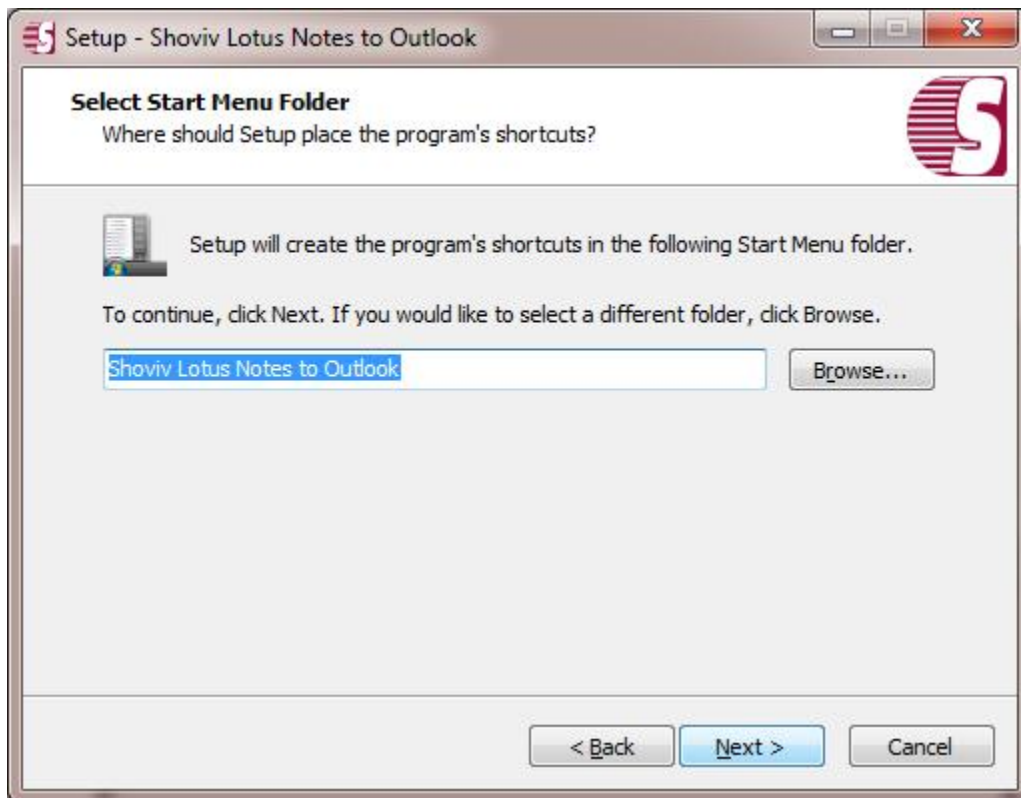 Setup - Shoviv Lotus Notes to Outlook
Select Start Menu Folder
Where should Setup place the program's shortcuts?
Setup will create the program's shortcuts in the following Start Menu folder.
To continue, click Next. If you would like to select a different folder, click Browse.
Shoviv Lotus Notes to Outlook
Browse...
< Back
Next >
Cancel